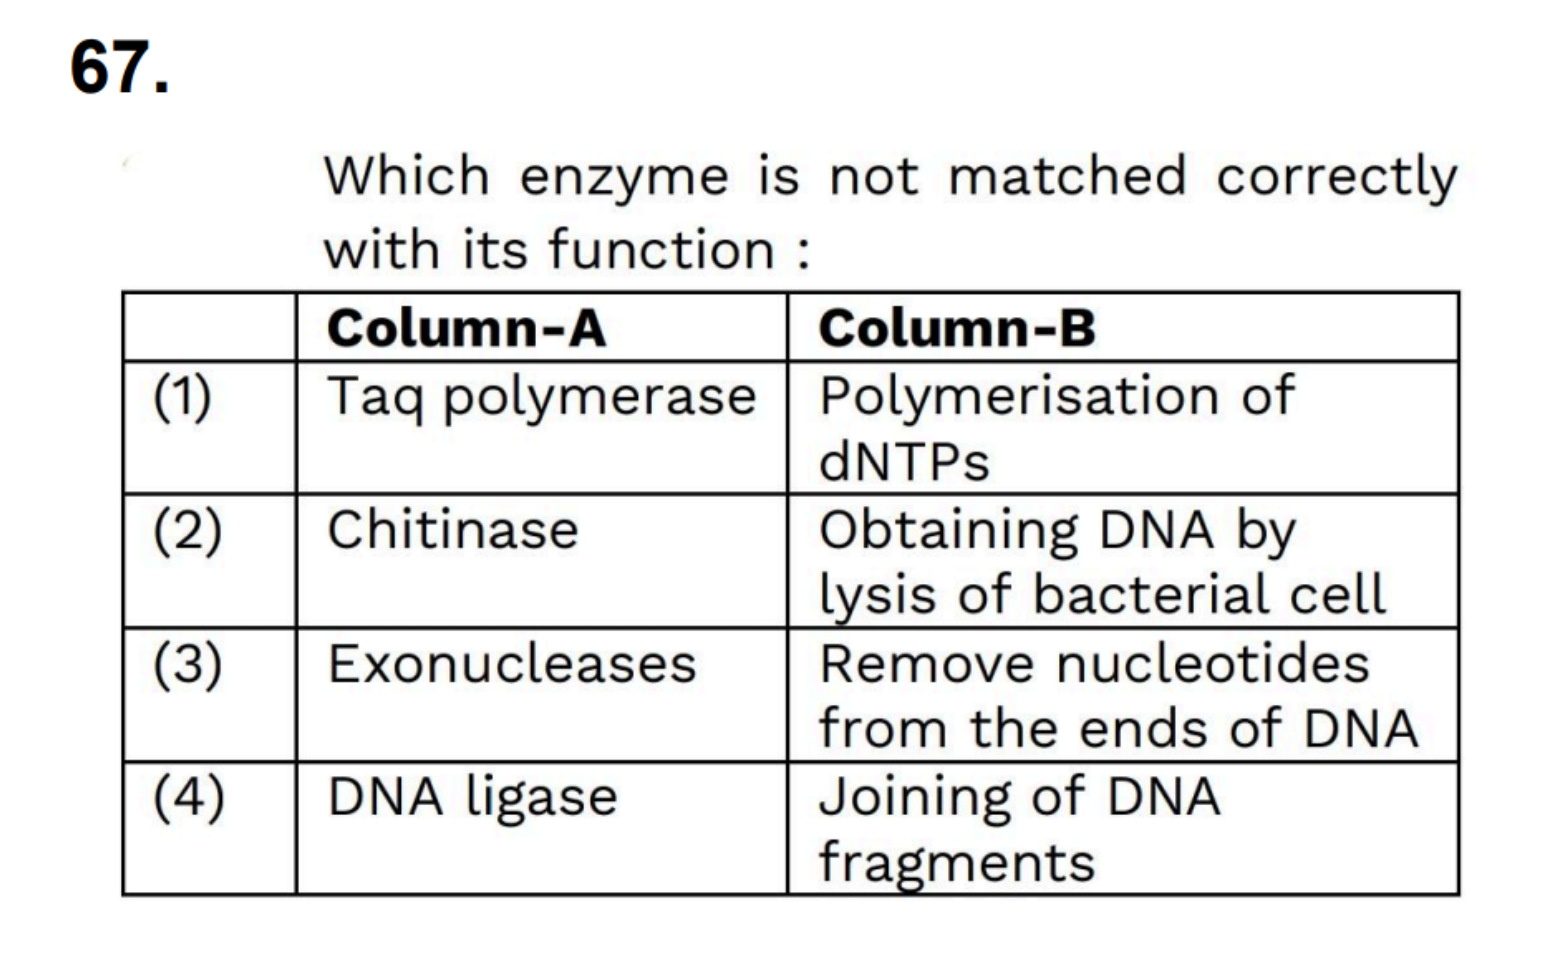 67.
Which enzyme is not matched correctly
with its function :
Column-A Column-B
(1) Taq polymerase Polymerisation of
dNTPs
(2) Chitinase Obtaining DNA by
lysis of bacterial cell
(3) Exonucleases Remove nucleotides
from the ends of DNA
(4) DNA ligase Joining of DNA
fragments